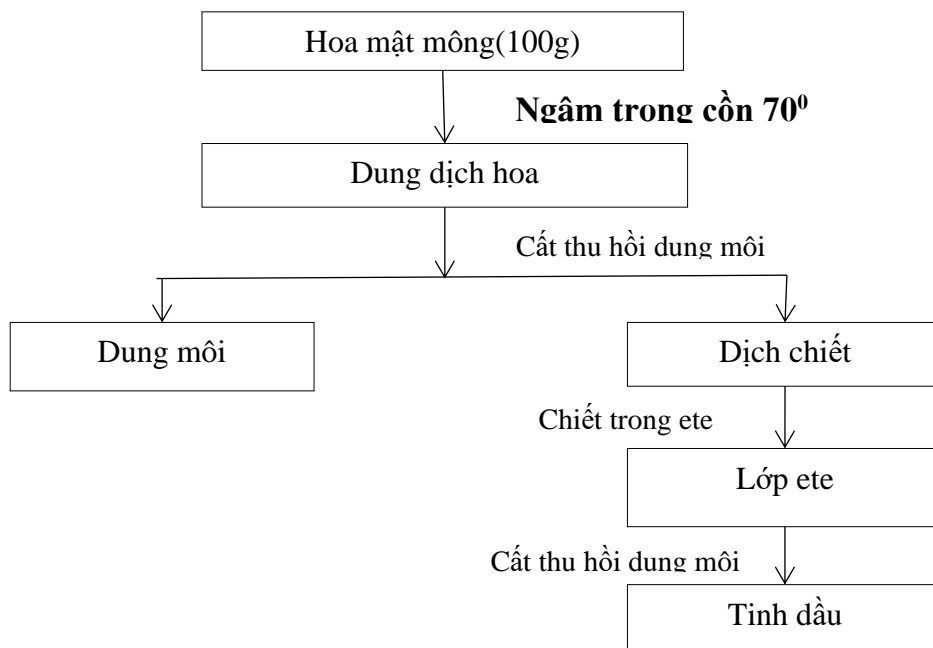 Hoa mật mông(100g)
Ngâm trong cồn 70⁰
Dung dịch hoa
Cất thu hồi dung môi
Dung môi
Dịch chiết
Chiết trong ete
Lớp ete
Cất thu hồi dung môi
Tinh dầu